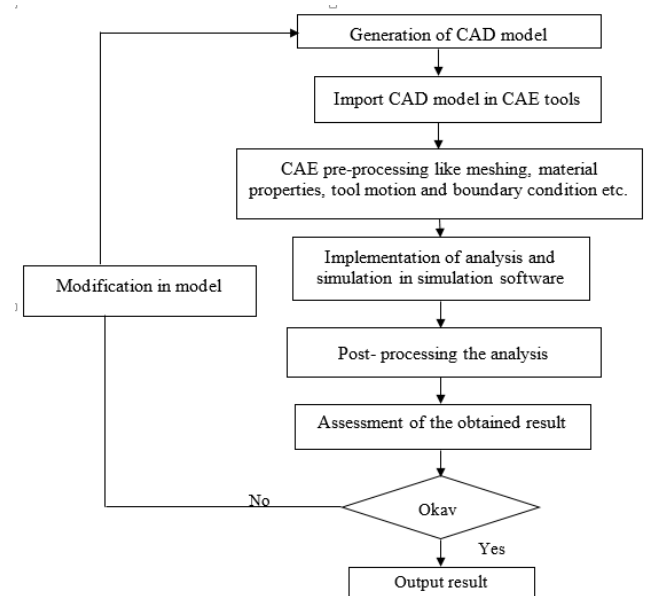 Generation of CAD model
Import CAD model in CAE tools
CAE pre-processing like meshing, material
properties, tool motion and boundary condition etc.
Implementation of analysis and
simulation in simulation software
Modification in model
Post- processing the analysis
Assessment of the obtained result
No
Okay
Yes
Output result